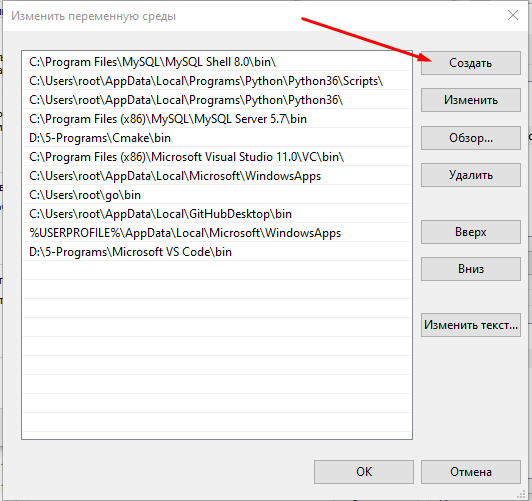 Изменить переменную среды
C:\Program Files\MySQL\MySQL Shell 8.0\bin\
C:\Users\root\AppData\Local\Programs\Python\Python36\Scripts\
C:\Users\root\AppData\Local\Programs\Python\Python36\
C:\Program Files (x86)\MySQL\MySQL Server 5.7\bin
D:\5-Programs\Cmake\bin
C:\Program Files (x86)\Microsoft Visual Studio 11.0\VC\bin\
C:\Users\root\AppData\Local\Microsoft\WindowsApps
C:\Users\root\go\bin
C:\Users\root\AppData\Local\GitHubDesktop\bin
%USERPROFILE%\AppData\Local\Microsoft\WindowsApps
D:\5-Programs\Microsoft VS Code\bin
Создать
Изменить
Обзор...
Удалить
Вверх
Вниз
Изменить текст...
ОК
Отмена